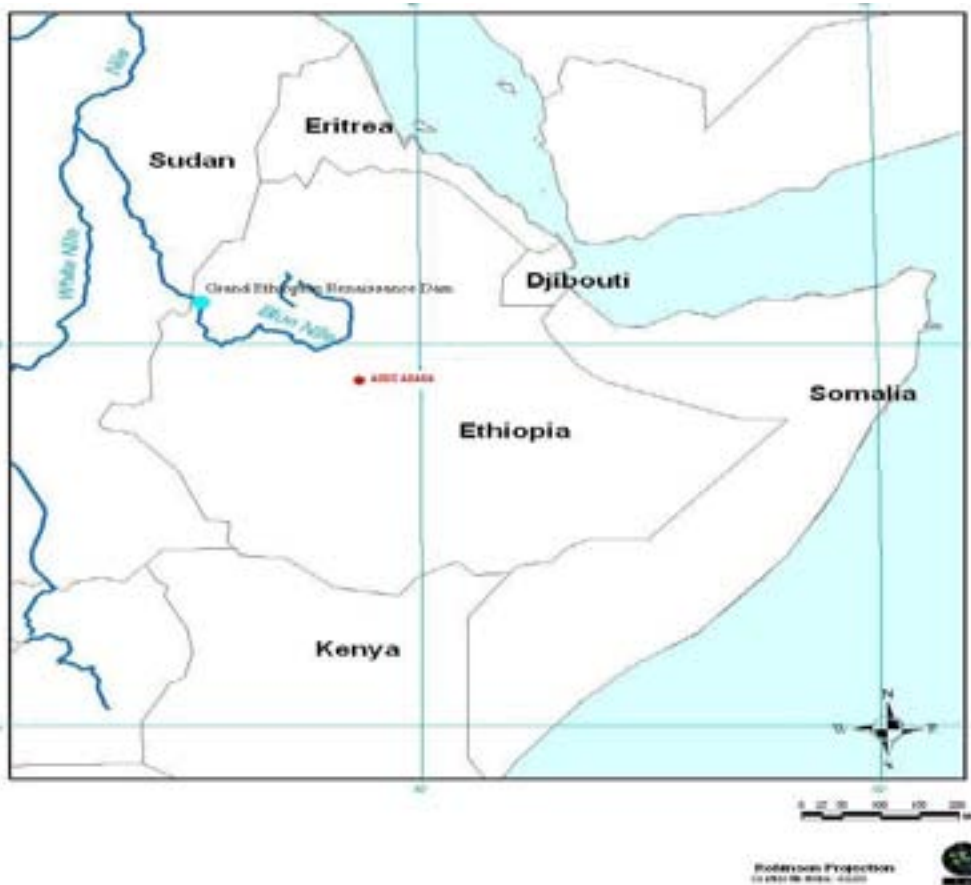 Nile
Eritrea
Sudan
White Nile
Djibouti
Grand Ethiopian Renaissance Dam
Blue Nile
ADDIS ABABA
Somalia
Ethiopia
Kenya
N
W
S
Robinson Projection